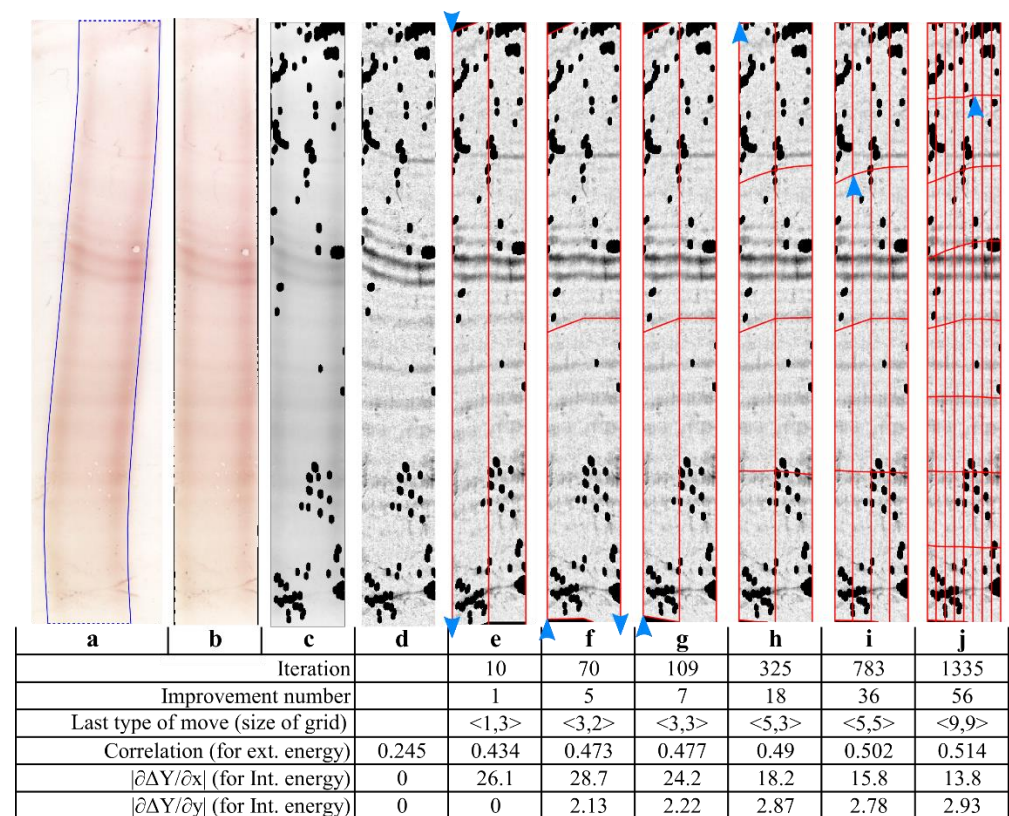 a b c d e f g h i j
Iteration 10 70 109 325 783 1335
Improvement number 1 5 7 18 36 56
Last type of move (size of grid) <1,3> <3,2> <3,3> <5,3> <5,5> <9,9>
Correlation (for ext. energy) 0.245 0.434 0.473 0.477 0.49 0.502 0.514
|∂ΔY/∂x| (for Int. energy) 0 26.1 28.7 24.2 18.2 15.8 13.8
|∂ΔY/∂y| (for Int. energy) 0 0 2.13 2.22 2.87 2.78 2.93